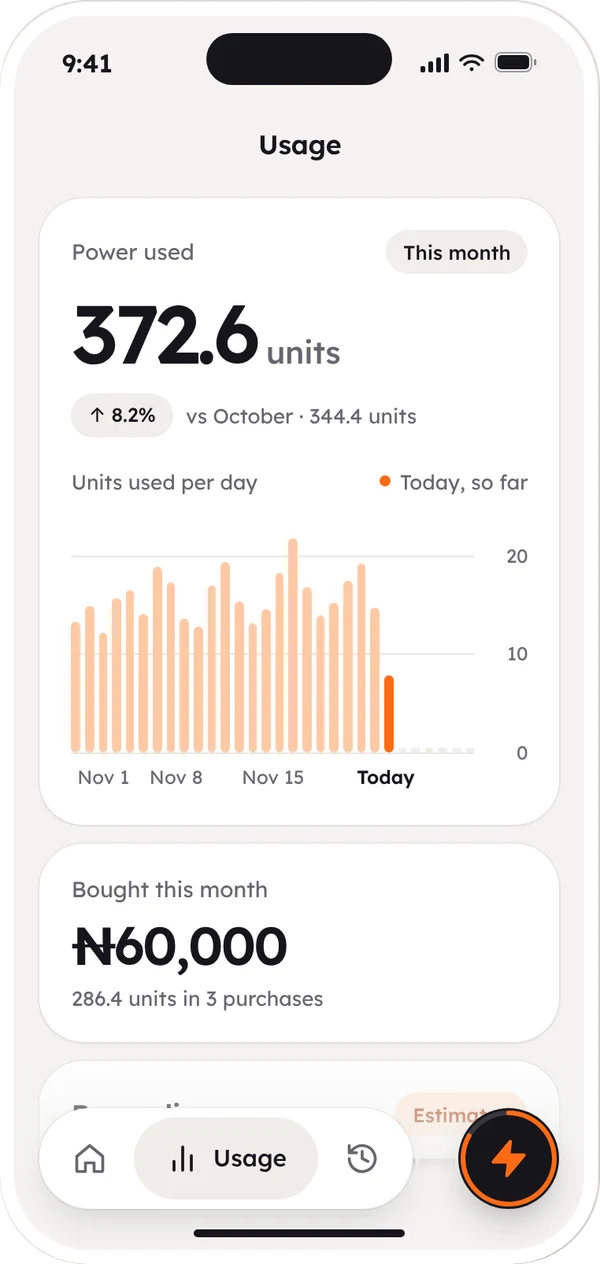 9:41
Usage
Power used
This month
372.6 units
↑ 8.2% vs October · 344.4 units
Units used per day
Today, so far
20
10
0
Nov 1 Nov 8 Nov 15 Today
Bought this month
₦60,000
286.4 units in 3 purchases
Usage